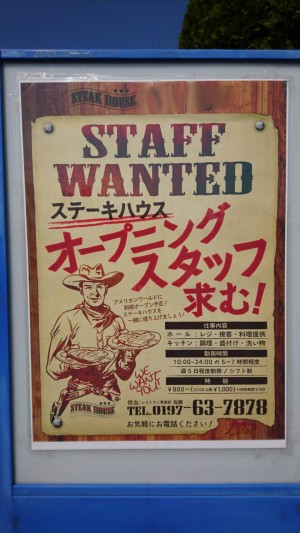 STEAK HOUSE
STAFF
WANTED
ステーキハウス
オープニング
スタッフ
求む!
アメリカンワールドに
ステーキハウスを
一緒に盛り上げましょう!
仕事内容
ホール:レジ・接客・料理提供
キッチン:調理・盛付け・洗い物
勤務時間
10:00~24:00 の 5~7 時間程度
週5日程度勤務/シフト制
時 給
¥800~ ¥1,000)
WE
WANT
YOU!
STEAK HOUSE
TEL.0197-63-7878
お気軽にお電話ください!